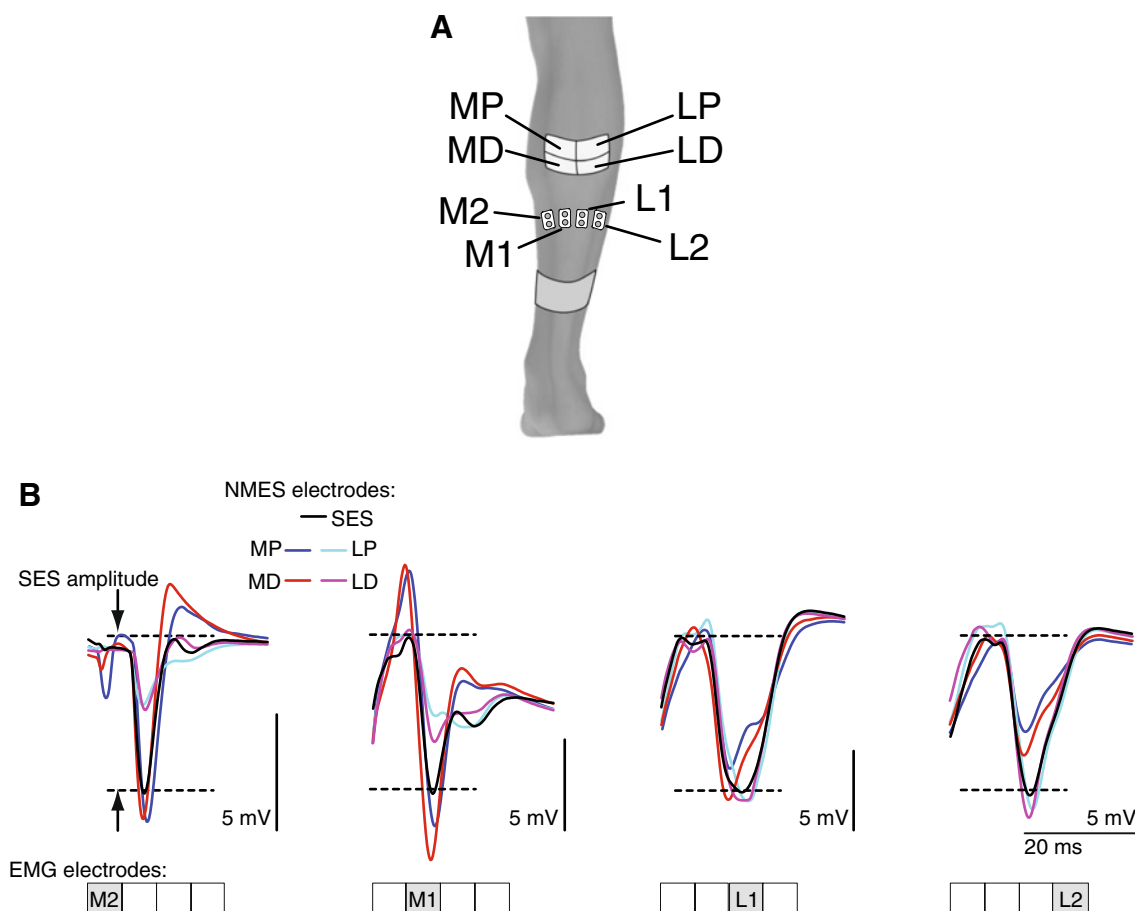 A
MP
LP
MD
LD
M2
L1
M1
L2
B
NMES electrodes:
SES
MP LP
MD LD
SES amplitude
5 mV
5 mV
5 mV
5 mV
20 ms
EMG electrodes:
M2
M1
L1
L2